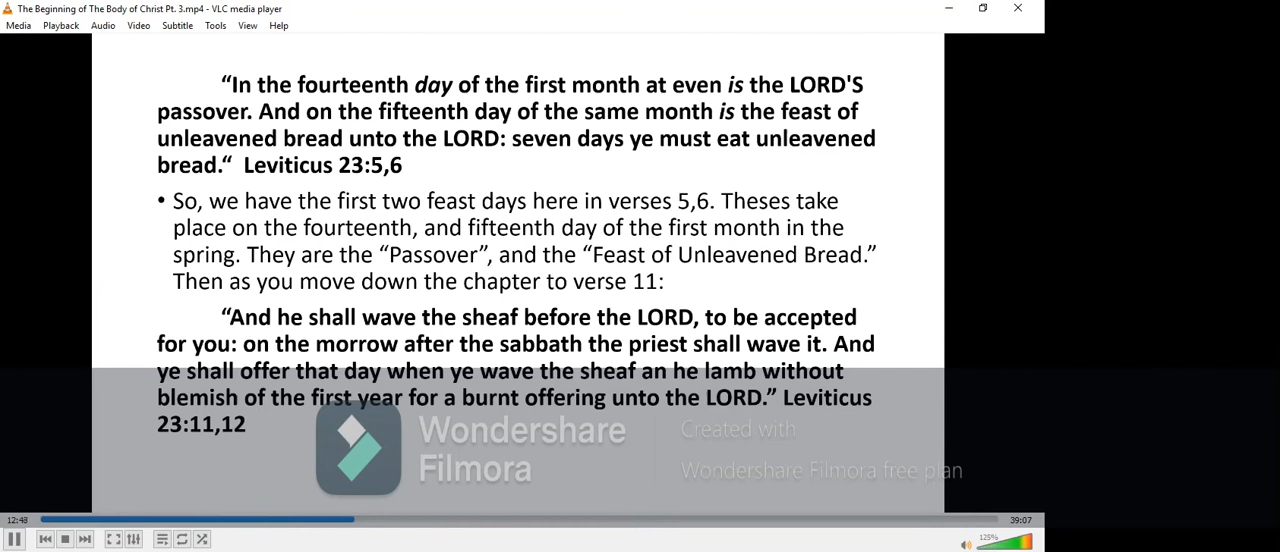 The Beginning of The Body of Christ Pt. 3.mp4 - VLC media player
Media Playback Audio Video Subtitle Tools View Help
“In the fourteenth day of the first month at even is the LORD'S
passover. And on the fifteenth day of the same month is the feast of
unleavened bread unto the LORD: seven days ye must eat unleavened
bread.“ Leviticus 23:5,6
• So, we have the first two feast days here in verses 5,6. Theses take
place on the fourteenth, and fifteenth day of the first month in the
spring. They are the “Passover”, and the “Feast of Unleavened Bread.”
Then as you move down the chapter to verse 11:
“And he shall wave the sheaf before the LORD, to be accepted
for you: on the morrow after the sabbath the priest shall wave it. And
ye shall offer that day when ye wave the sheaf an he lamb without
blemish of the first year for a burnt offering unto the LORD.” Leviticus
23:11,12
Wondershare
Filmora
Created with
Wondershare Filmora free plan
12:48
39:07
125%